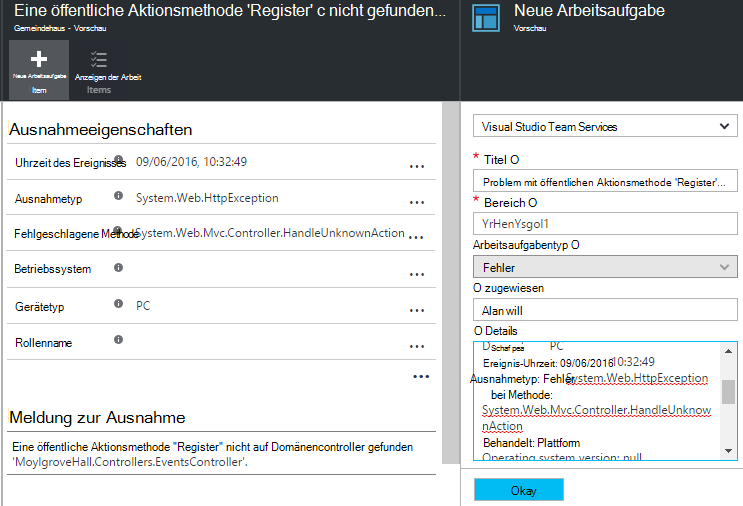 Eine öffentliche Aktionsmethode 'Register' c nicht gefunden...
Gemeindehaus - Vorschau
Neue Arbeitsaufgabe
Item
Anzeigen der Arbeit
Items
Ausnahmeeigenschaften
Uhrzeit des Ereignisses 09/06/2016, 10:32:49 ...
Ausnahmetyp System.Web.HttpException ...
Fehlgeschlagene Methode System.Web.Mvc.Controller.HandleUnknownAction ...
Betriebssystem ...
Gerätetyp PC ...
Rollenname ...
...
Meldung zur Ausnahme
Eine öffentliche Aktionsmethode "Register" nicht auf Domänencontroller gefunden
'MoylgroveHall.Controllers.EventsController'.
Neue Arbeitsaufgabe
Vorschau
Visual Studio Team Services
* Titel O
Problem mit öffentlichen Aktionsmethode 'Register'...
* Bereich O
YrHenYsgol1
Arbeitsaufgabentyp O
Fehler
O zugewiesen
Alan will
O Details
PC
Ereignis-Uhrzeit: 09/06/2016 10:32:49
Ausnahmetyp: Fehler System.Web.HttpException
bei Methode:
System.Web.Mvc.Controller.HandleUnknow
nAction
Behandelt: Plattform
Operating system version: null
Okay